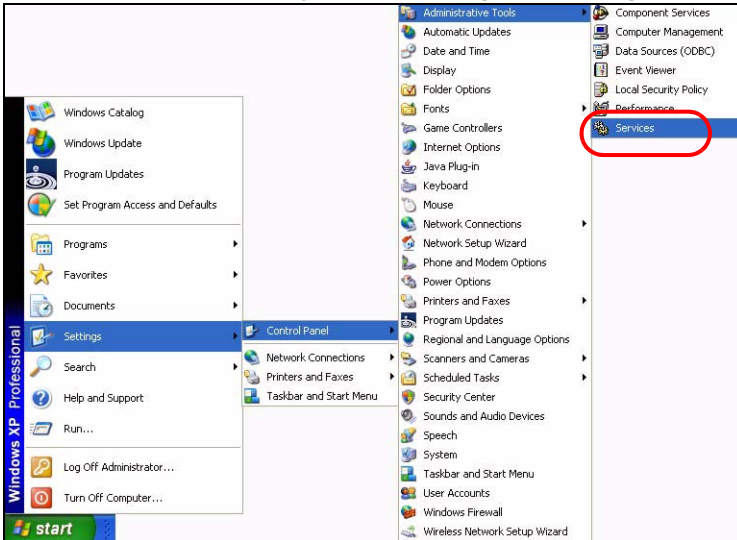 Windows Catalog
Windows Update
Program Updates
Set Program Access and Defaults
Programs
Favorites
Documents
Settings
Search
Help and Support
Run...
Log Off Administrator...
Turn Off Computer...
Windows XP Professional
start
Control Panel
Network Connections
Printers and Faxes
Taskbar and Start Menu
Administrative Tools
Automatic Updates
Date and Time
Display
Folder Options
Fonts
Game Controllers
Internet Options
Java Plug-in
Keyboard
Mouse
Network Connections
Network Setup Wizard
Phone and Modem Options
Power Options
Printers and Faxes
Program Updates
Regional and Language Options
Scanners and Cameras
Scheduled Tasks
Security Center
Sounds and Audio Devices
Speech
System
Taskbar and Start Menu
User Accounts
Windows Firewall
Wireless Network Setup Wizard
Component Services
Computer Management
Data Sources (ODBC)
Event Viewer
Local Security Policy
Performance
Services